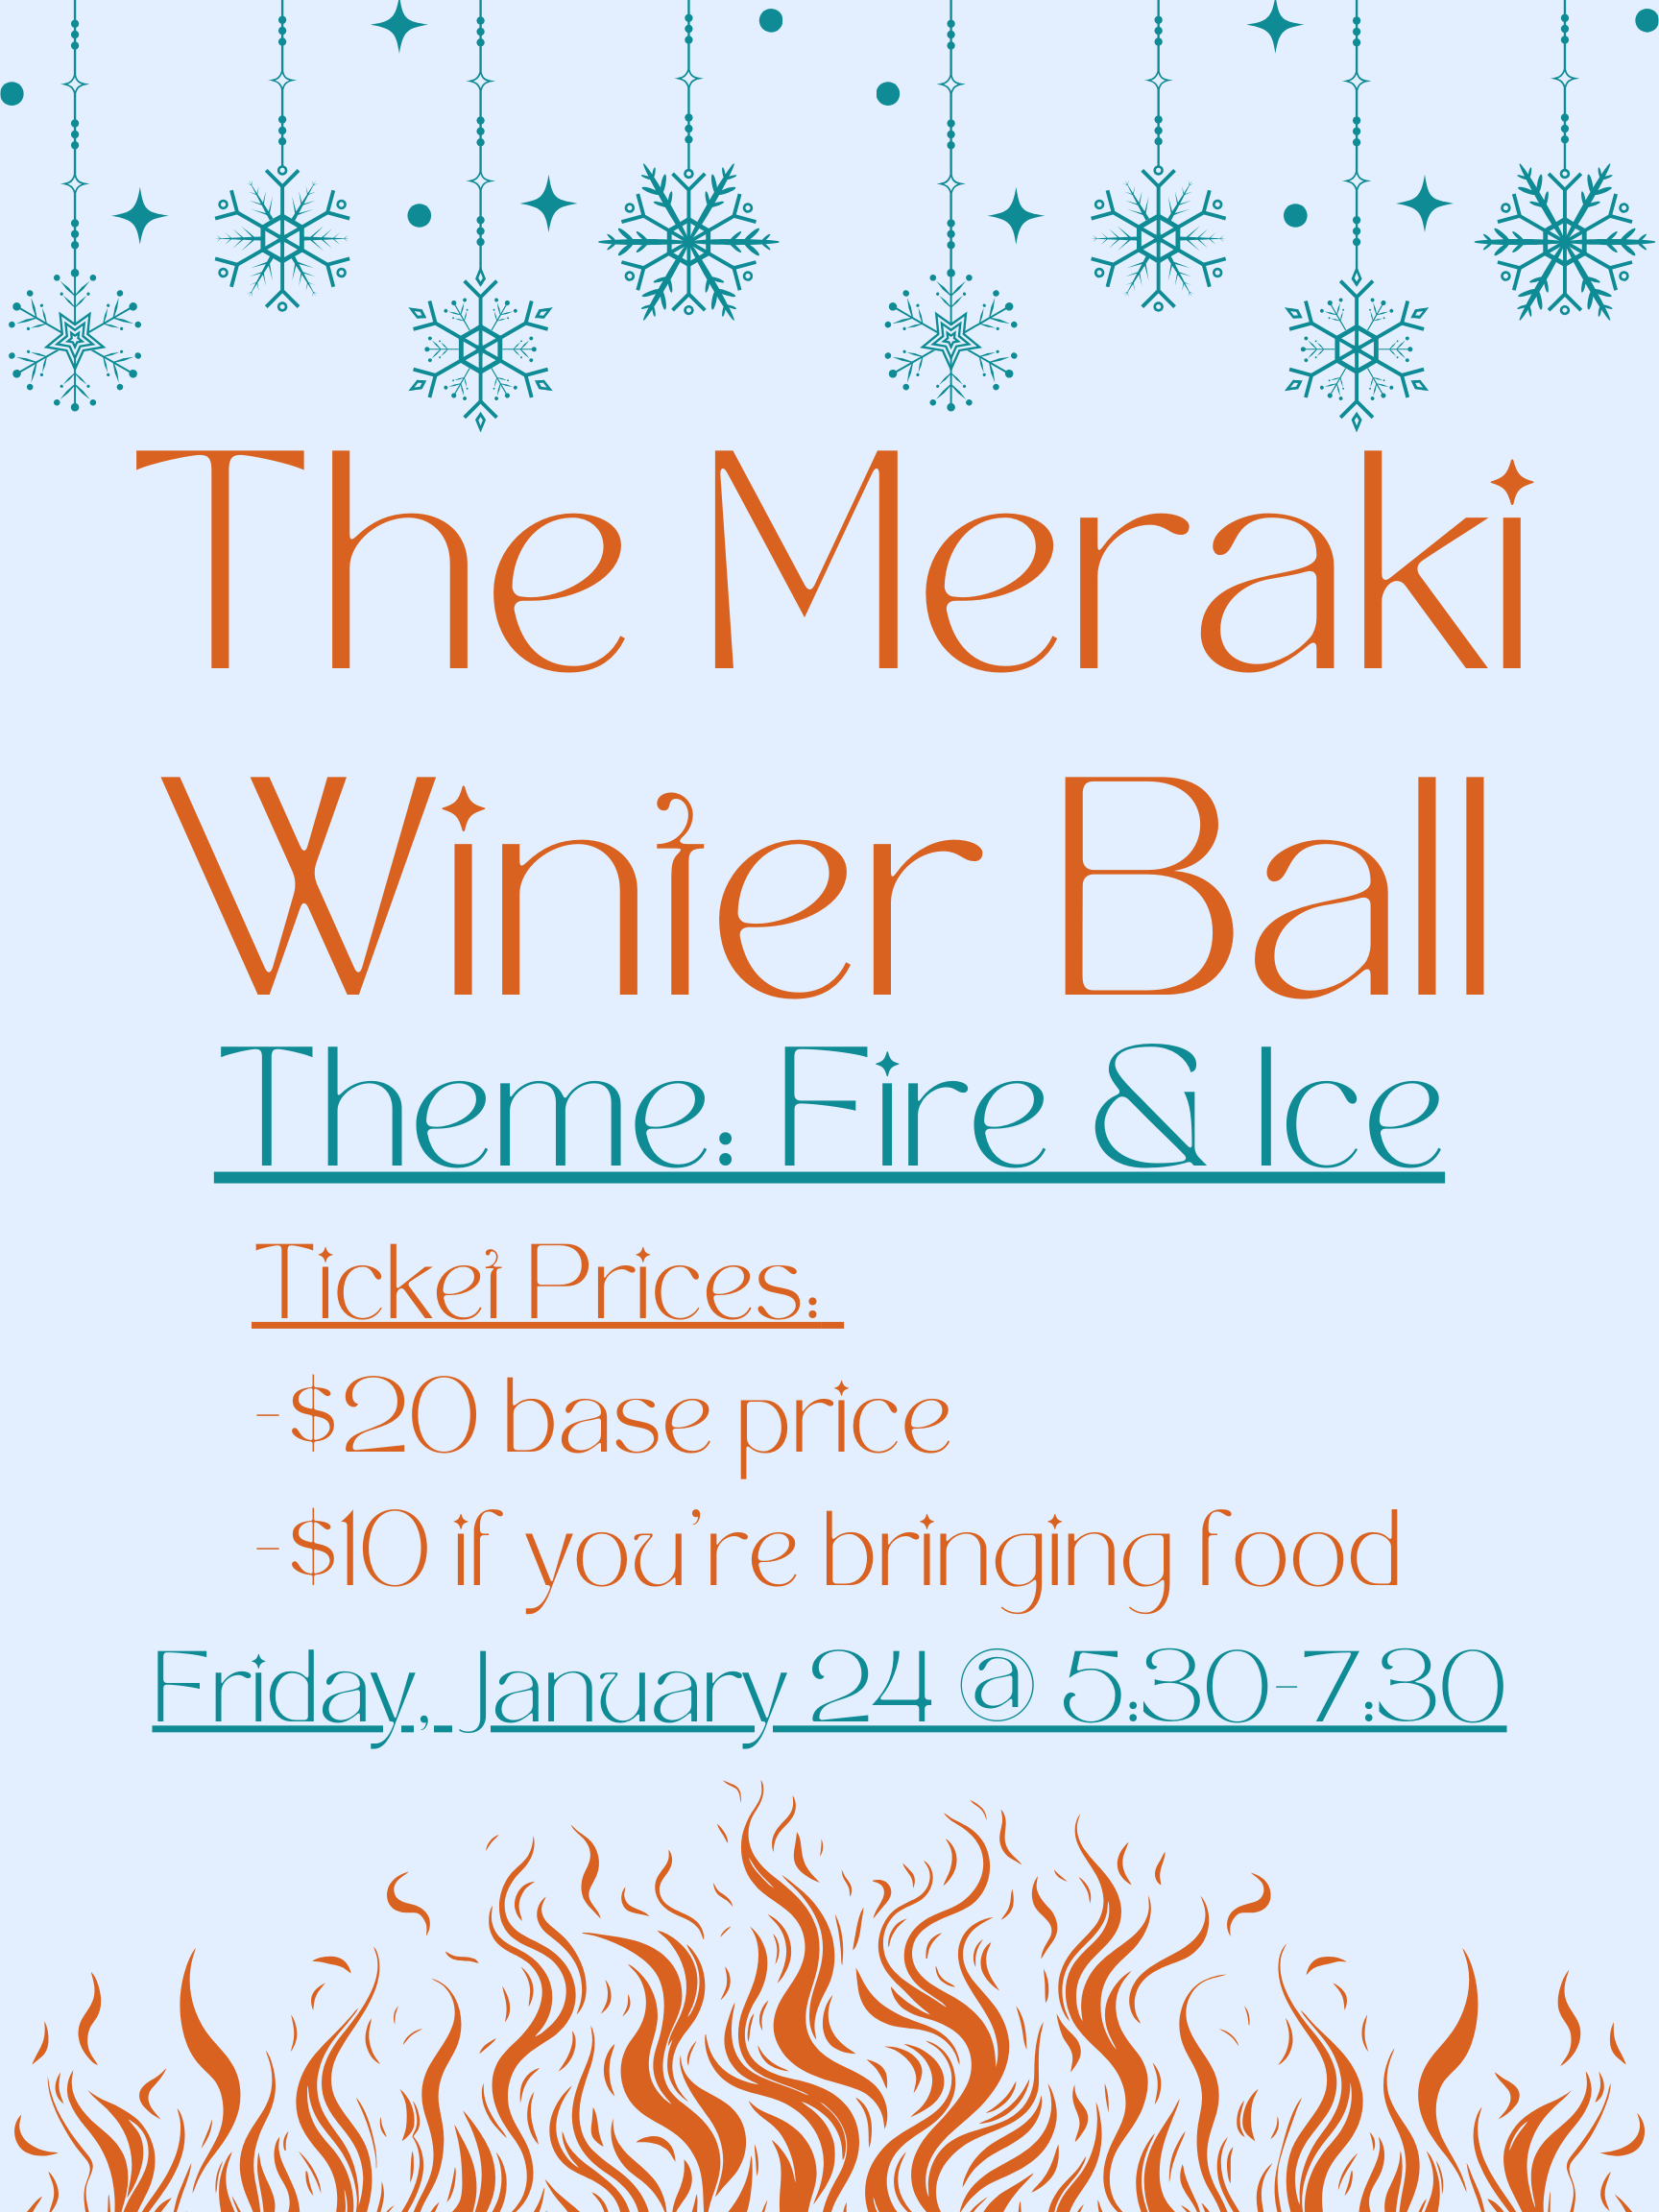 The Meraki
Winter Ball
Theme: Fire & Ice
Ticket Prices:
-$20 base price
-$10 if you're bringing food
Friday, January 24 @ 5:30-7:30